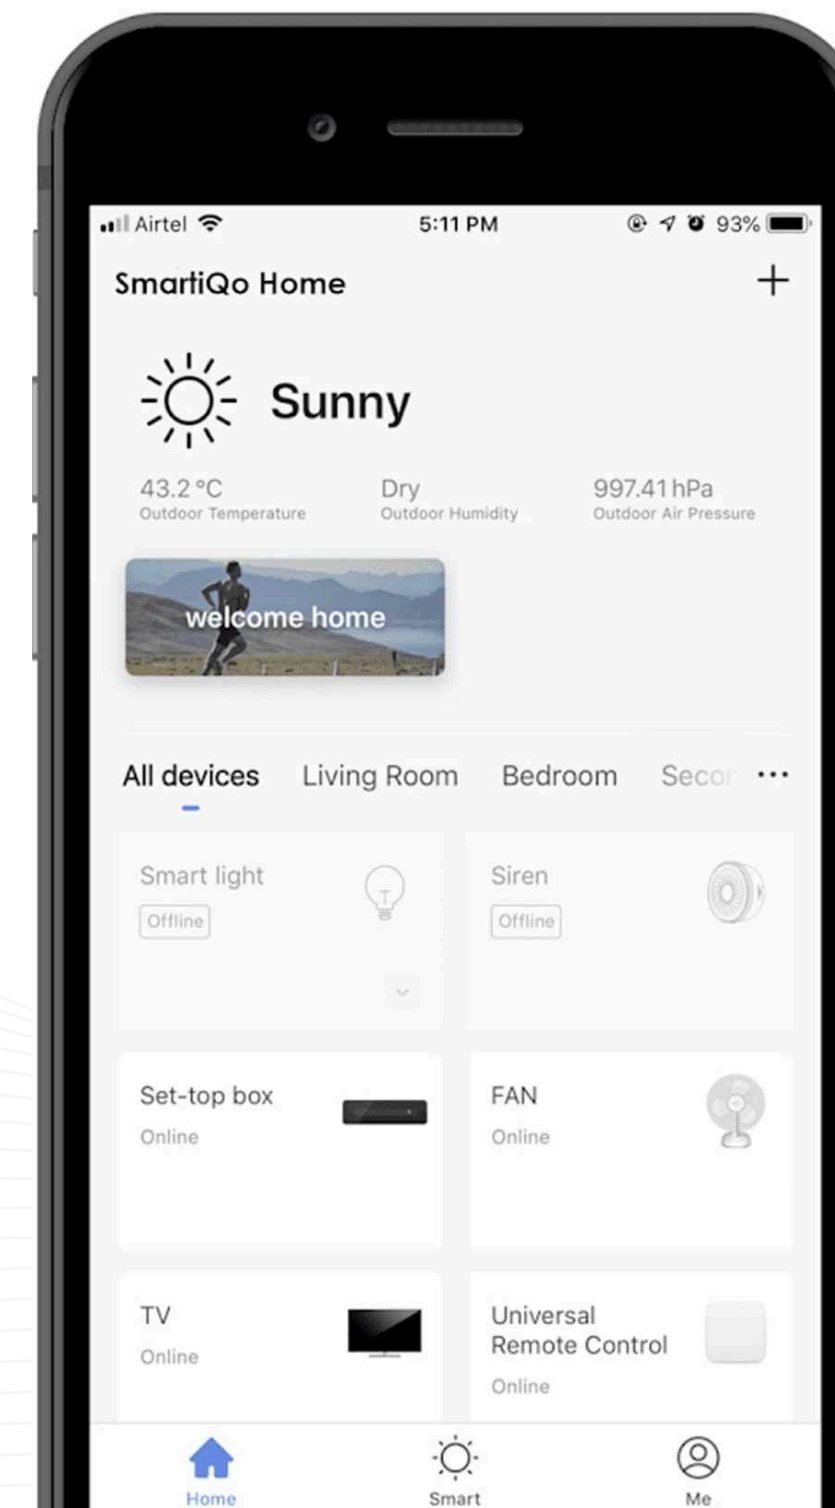 Airtel 5:11 PM 93%
SmartiQo Home
Sunny
43.2 °C Dry 997.41 hPa
Outdoor Temperature Outdoor Humidity Outdoor Air Pressure
welcome home
All devices Living Room Bedroom Secon ...
Smart light Siren
Offline Offline
Set-top box FAN
Online Online
TV Universal
Remote Control
Online Online
Home Smart Me